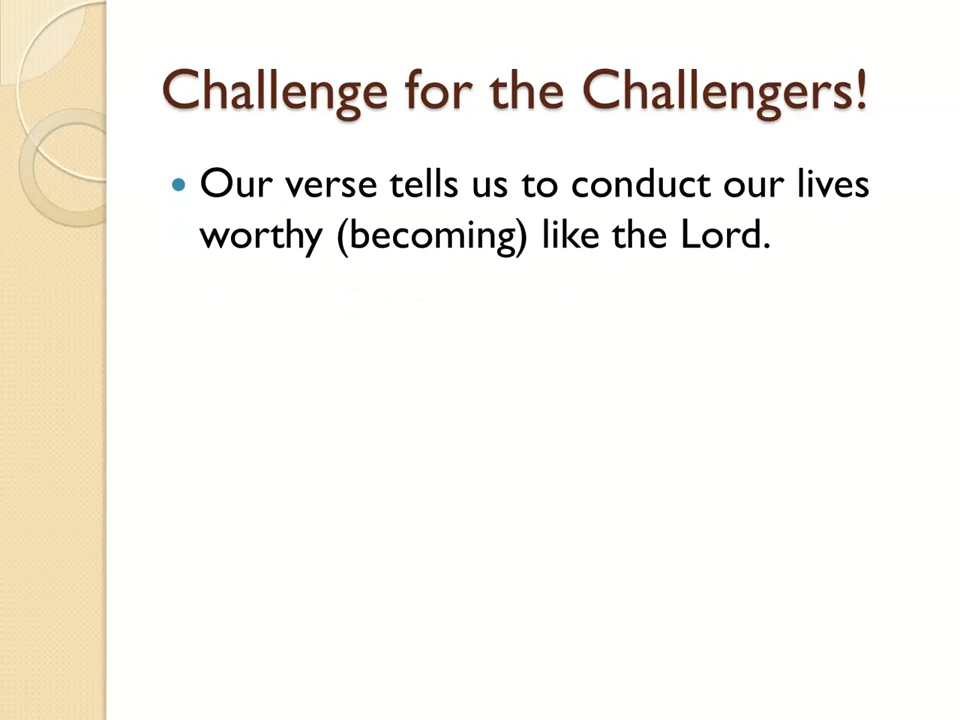 Challenge for the Challengers!
• Our verse tells us to conduct our lives
worthy (becoming) like the Lord.